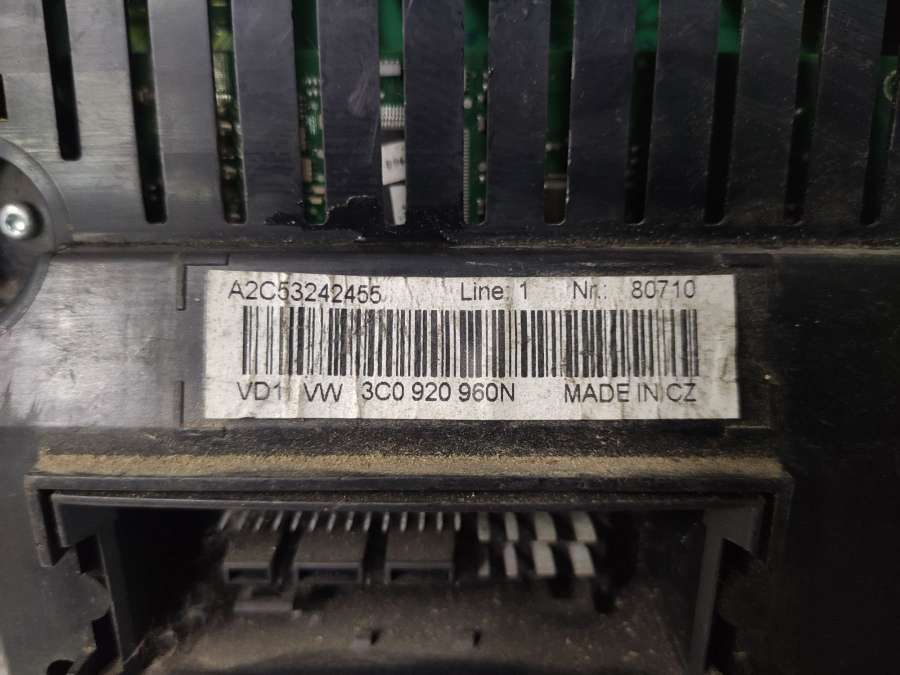 A2C53242455 Line: 1 Nr.: 80710
VD1 VW 3C0 920 960N MADE IN CZ